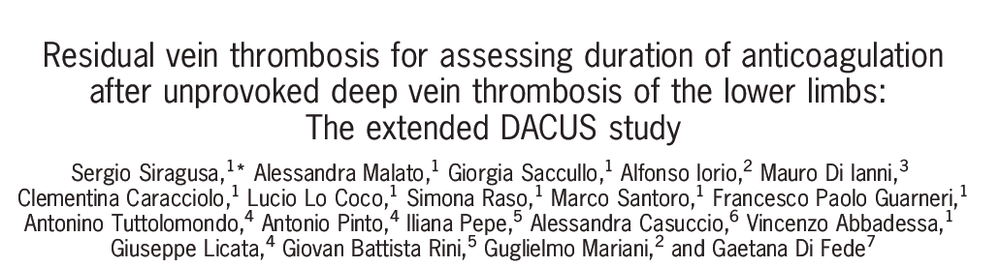 Residual vein thrombosis for assessing duration of anticoagulation
after unprovoked deep vein thrombosis of the lower limbs:
The extended DACUS study
Sergio Siragusa,¹* Alessandra Malato,¹ Giorgia Saccullo,¹ Alfonso Iorio,² Mauro Di Ianni,³
Clementina Caracciolo,¹ Lucio Lo Coco,¹ Simona Raso,¹ Marco Santoro,¹ Francesco Paolo Guarneri,¹
Antonino Tuttolomondo,⁴ Antonio Pinto,⁴ Iliana Pepe,⁵ Alessandra Casuccio,⁶ Vincenzo Abbadessa,¹
Giuseppe Licata,⁴ Giovan Battista Rini,⁵ Guglielmo Mariani,² and Gaetana Di Fede⁷